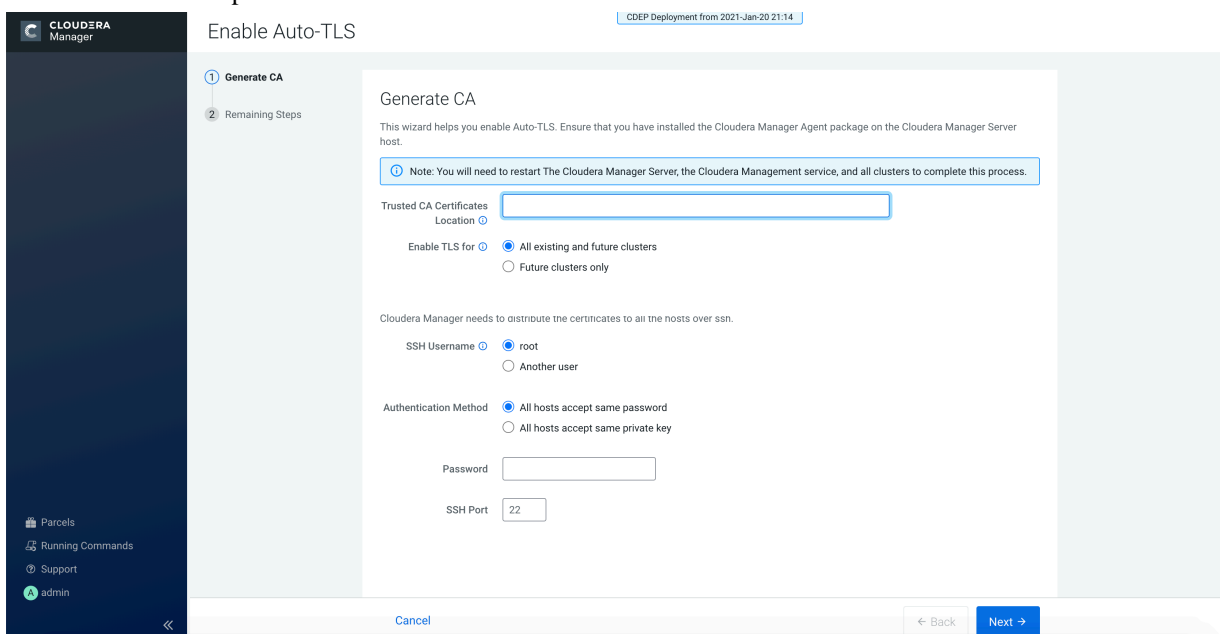 CLOUDERA
Manager
Enable Auto-TLS
CDEP Deployment from 2021-Jan-20 21:14
1 Generate CA
2 Remaining Steps
Generate CA
This wizard helps you enable Auto-TLS. Ensure that you have installed the Cloudera Manager Agent package on the Cloudera Manager Server
host.
Note: You will need to restart The Cloudera Manager Server, the Cloudera Management service, and all clusters to complete this process.
Trusted CA Certificates
Location
Enable TLS for
All existing and future clusters
Future clusters only
Cloudera Manager needs to distribute the certificates to all the hosts over ssh.
SSH Username
root
Another user
Authentication Method
All hosts accept same password
All hosts accept same private key
Password
SSH Port
22
Parcels
Running Commands
Support
A admin
Cancel
← Back
Next →